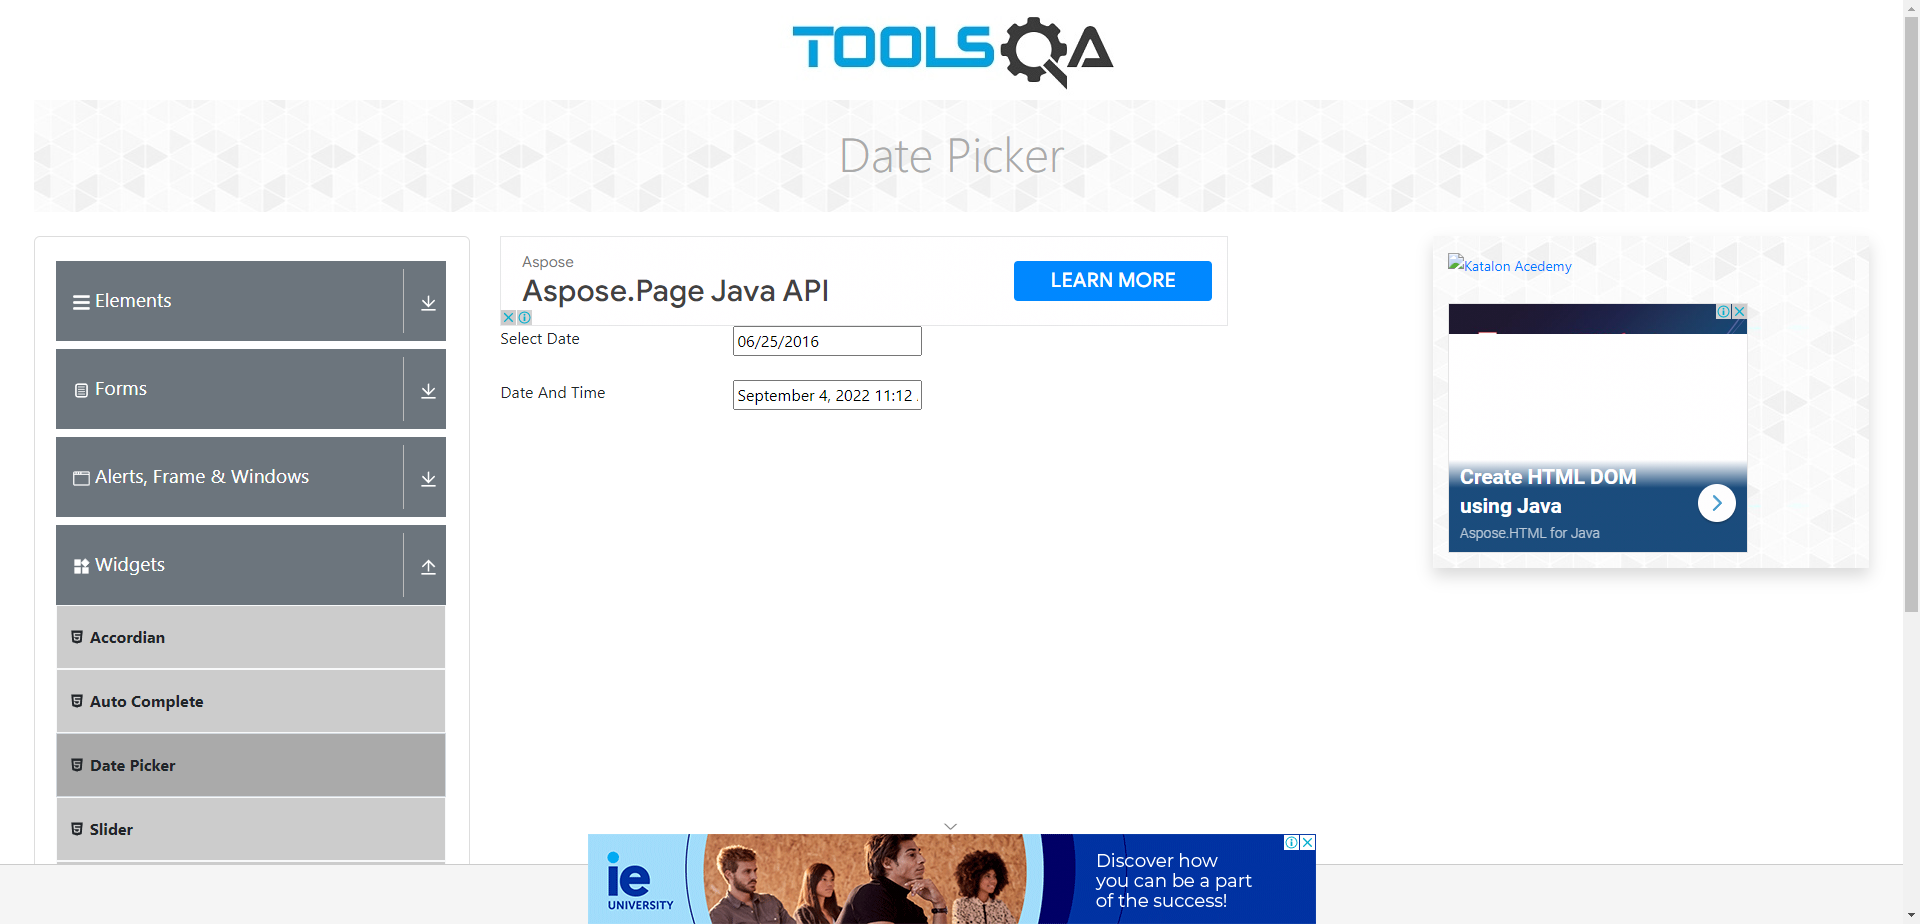 TOOLSQA
Date Picker
Elements
Forms
Alerts, Frame & Windows
Widgets
Accordian
Auto Complete
Date Picker
Slider
Aspose
Aspose.Page Java API
LEARN MORE
Select Date
06/25/2016
Date And Time
September 4, 2022 11:12
Katalon Acedemy
Create HTML DOM
using Java
Aspose.HTML for Java
ie
UNIVERSITY
Discover how
you can be a part
of the success!